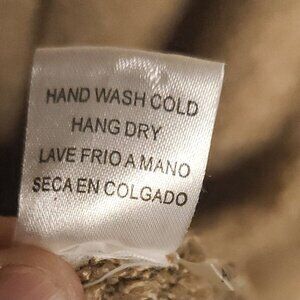 HAND WASH COLD
HANG DRY
LAVE FRIO A MANO
SECA EN COLGADO